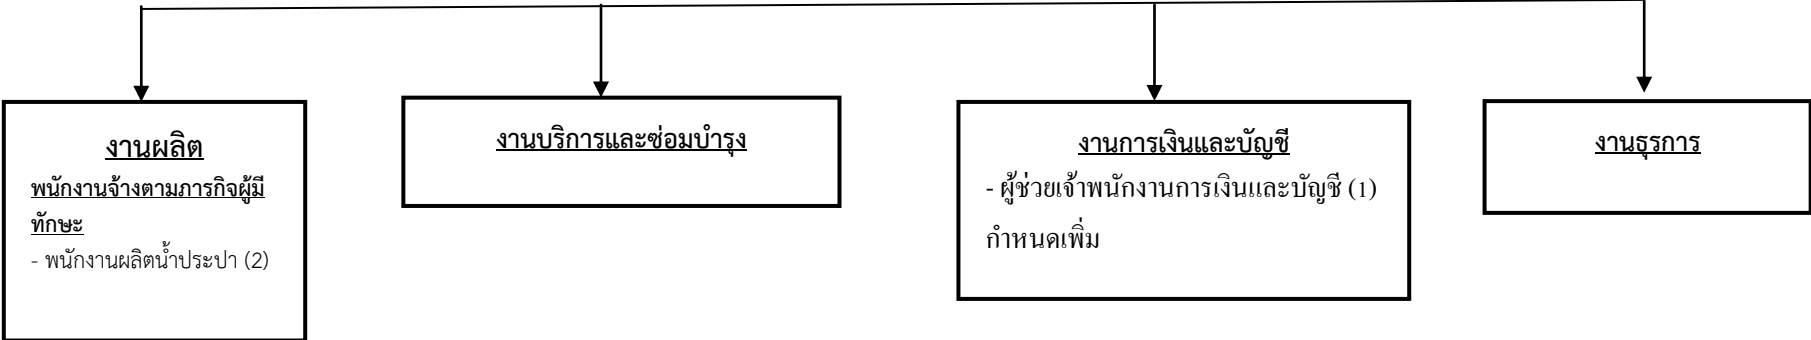 งานผลิต
พนักงานจ้างตามภารกิจผู้มี
ทักษะ
- พนักงานผลิตน้ำประปา (2)
งานบริการและซ่อมบำรุง
งานการเงินและบัญชี
- ผู้ช่วยเจ้าพนักงานการเงินและบัญชี (1)
กำหนดเพิ่ม
งานธุรการ